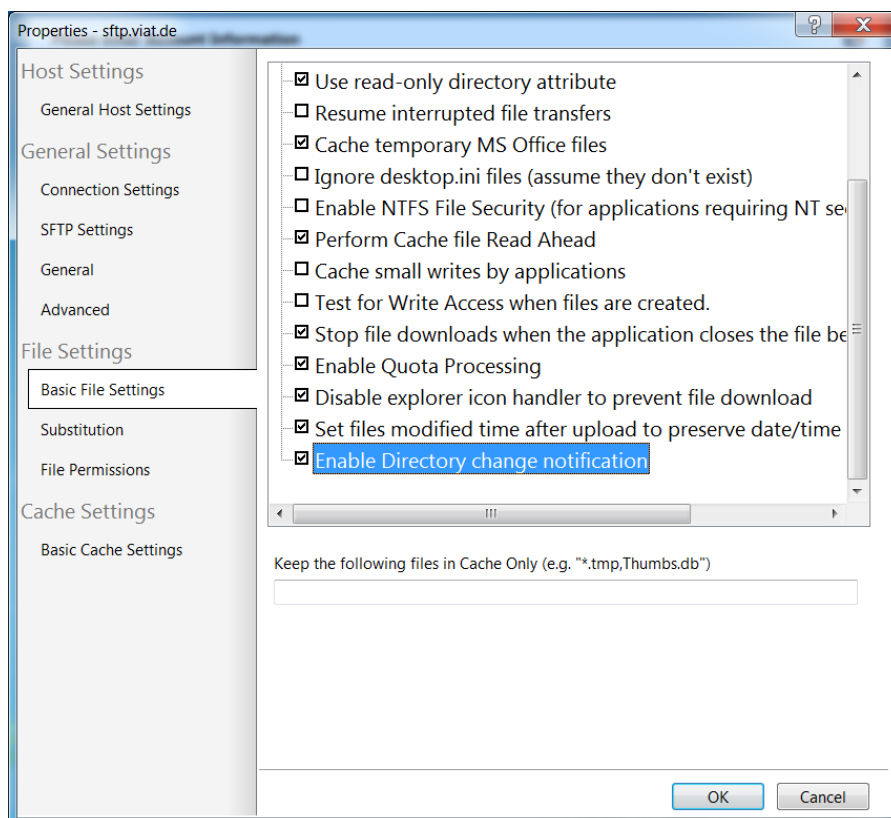 Properties - sftp.viat.de
Host Settings
General Host Settings
General Settings
Connection Settings
SFTP Settings
General
Advanced
File Settings
Basic File Settings
Substitution
File Permissions
Cache Settings
Basic Cache Settings
Use read-only directory attribute
Resume interrupted file transfers
Cache temporary MS Office files
Ignore desktop.ini files (assume they don't exist)
Enable NTFS File Security (for applications requiring NT se
Perform Cache file Read Ahead
Cache small writes by applications
Test for Write Access when files are created.
Stop file downloads when the application closes the file be
Enable Quota Processing
Disable explorer icon handler to prevent file download
Set files modified time after upload to preserve date/time
Enable Directory change notification
Keep the following files in Cache Only (e.g. "*.tmp,Thumbs.db")
OK
Cancel